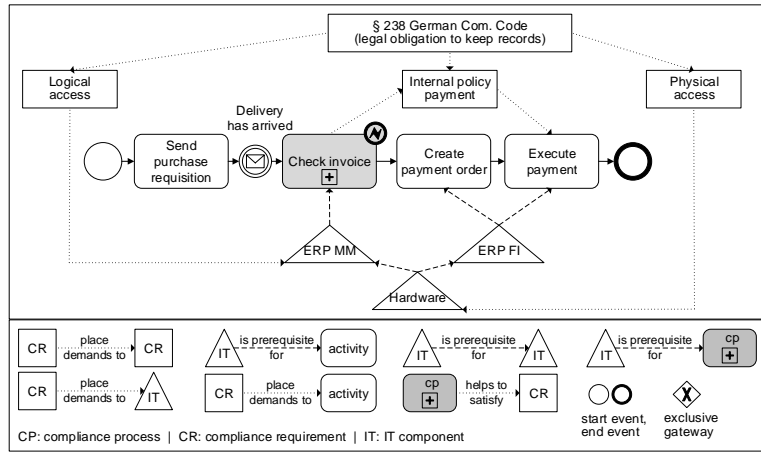 § 238 German Com. Code
(legal obligation to keep records)
Logical
access
Internal policy
payment
Physical
access
Delivery
has arrived
Send
purchase
requisition
Check invoice
Create
payment order
Execute
payment
ERP MM
ERP FI
Hardware
CR
place
demands to
CR
IT
is prerequisite
for
activity
IT
is prerequisite
for
IT
IT
is prerequisite
for
cp
CR
place
demands to
IT
CR
place
demands to
activity
cp
helps to
satisfy
CR
start event,
end event
X
exclusive
gateway
CP: compliance process | CR: compliance requirement | IT: IT component